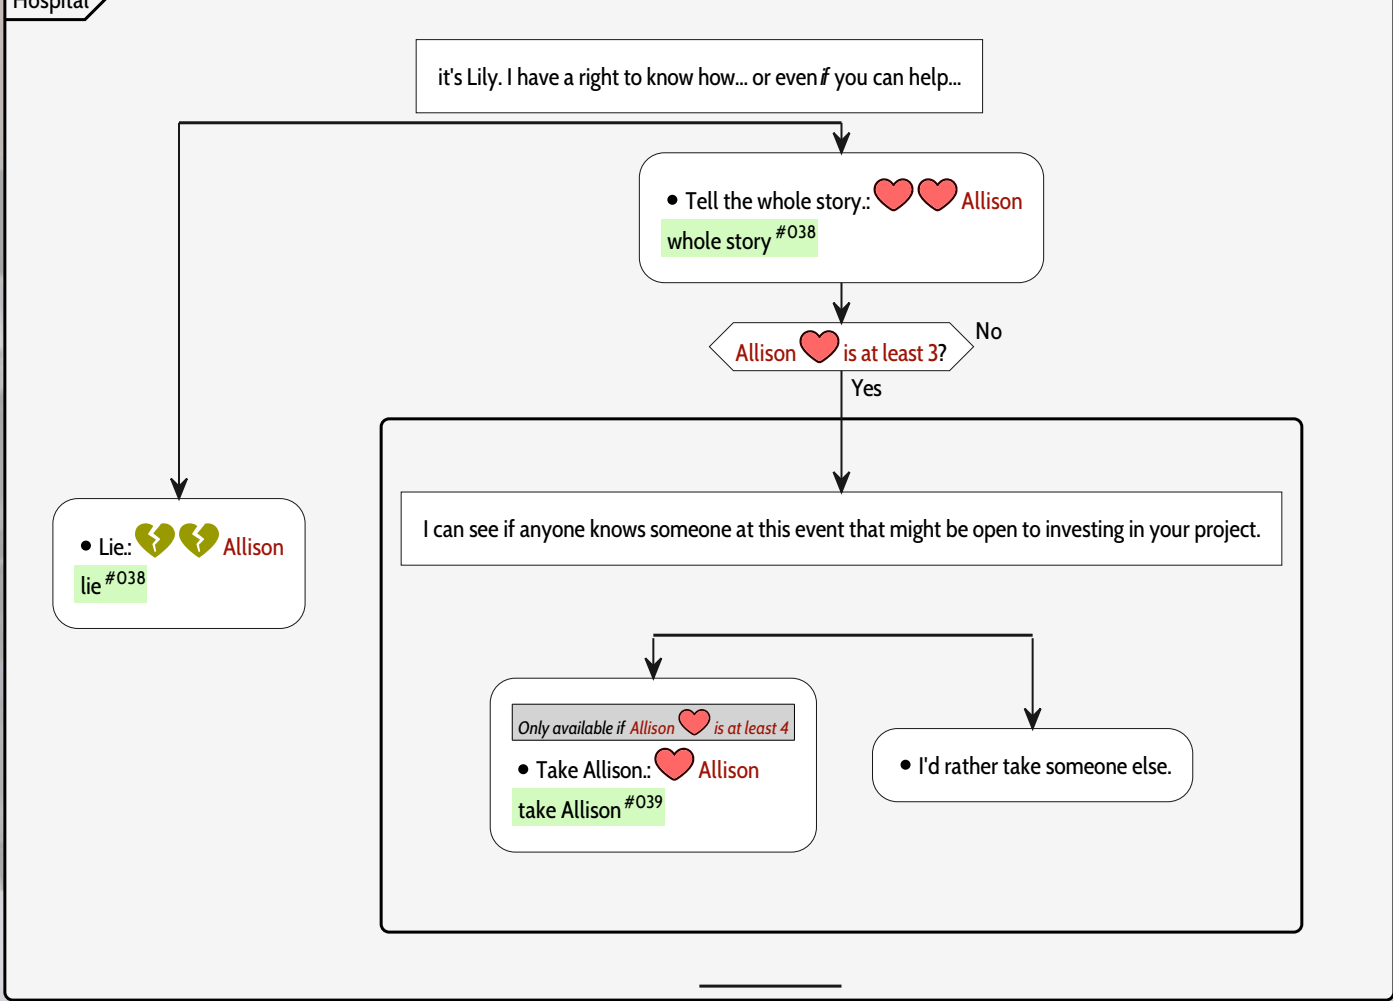 Hospital
it's Lily. I have a right to know how... or even if you can help...
• Tell the whole story.: Allison
whole story #038
Allison is at least 3?
No
Yes
I can see if anyone knows someone at this event that might be open to investing in your project.
• Lie.: Allison
lie #038
Only available if Allison is at least 4
• Take Allison.: Allison
take Allison #039
• I'd rather take someone else.